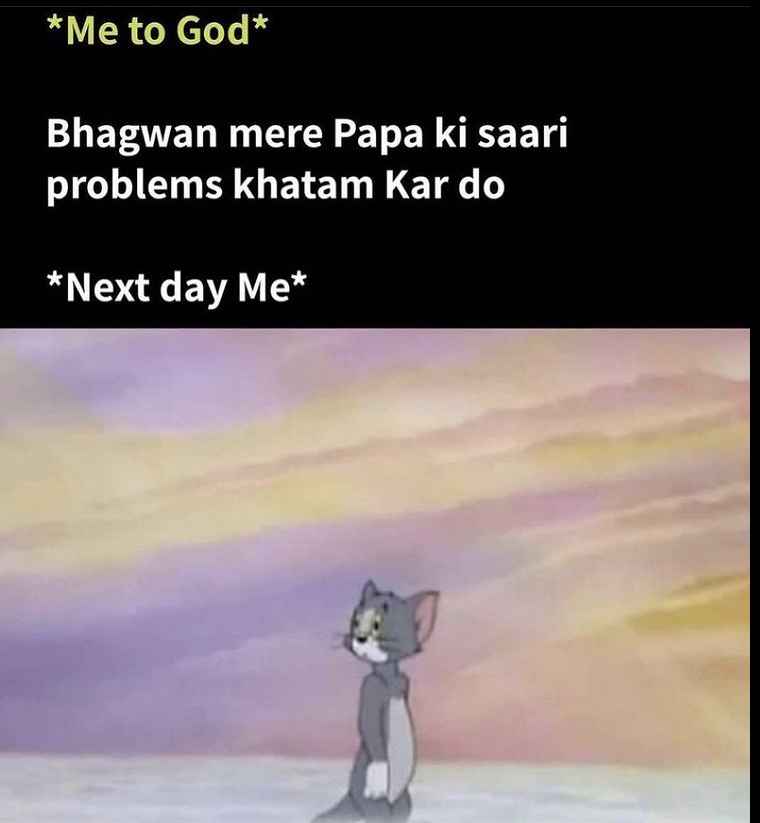 *Me to God*
Bhagwan mere Papa ki saari
problems khatam Kar do
*Next day Me*